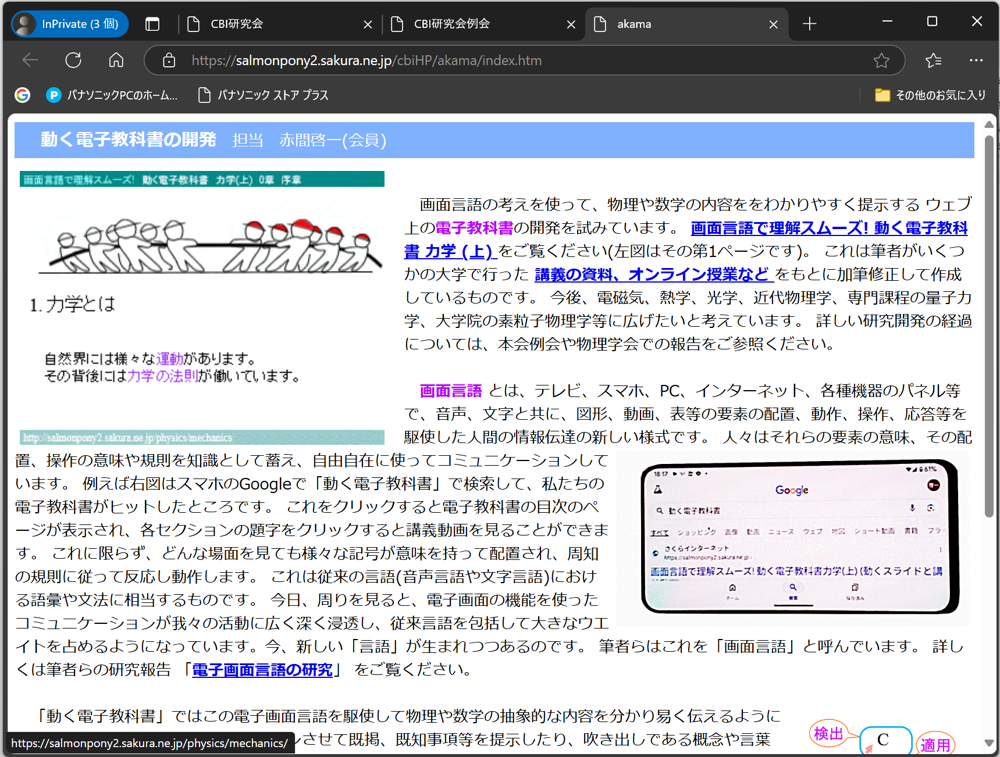 InPrivate (3 個)
CBI研究会
CBI研究会例会
akama
https://salmonpony2.sakura.ne.jp/cbiHP/akama/index.htm
パナソニックPCのホーム...
パナソニック ストア プラス
その他のお気に入り
動く電子教科書の開発 担当 赤間啓一(会員)
画面言語で理解スムーズ! 動く電子教科書 力学(上) 0章 序章
1. 力学とは
自然界には様々な運動があります。
その背後には力学の法則が働いています。
http://salmonpony2.sakura.ne.jp/physics/mechanics
画面言語の考えを使って、物理や数学の内容ををわかりやすく提示する ウェブ
上の電子教科書の開発を試みています。 画面言語で理解スムーズ! 動く電子教科
書 力学 (上) をご覧ください(左図はその第1ページです)。 これは筆者がいくつ
かの大学で行った 講義の資料、オンライン授業など をもとに加筆修正して作成
しているものです。 今後、電磁気、熱学、光学、近代物理学、専門課程の量子力
学、大学院の素粒子物理学等に広げたいと考えています。 詳しい研究開発の経過
については、本会例会や物理学会での報告をご参照ください。
画面言語 とは、テレビ、スマホ、PC、インターネット、各種機器のパネル等
で、音声、文字と共に、図形、動画、表等の要素の配置、動作、操作、応答等を
駆使した人間の情報伝達の新しい様式です。 人々はそれらの要素の意味、その配
置、操作の意味や規則を知識として蓄え、自由自在に使ってコミュニケーションして
います。 例えば右図はスマホのGoogleで「動く電子教科書」で検索して、私たちの
電子教科書がヒットしたところです。 これをクリックすると電子教科書の目次のペ
ージが表示され、各セクションの題字をクリックすると講義動画を見ることができま
す。 これに限らず、どんな場面を見ても様々な記号が意味を持って配置され、周知
の規則に従って反応し動作します。 これは従来の言語(音声言語や文字言語)におけ
る語彙や文法に相当するものです。 今日、周りを見ると、電子画面の機能を使った
コミュニケーションが我々の活動に広く深く浸透し、従来言語を包括して大きなウエ
イトを占めるようになっています。今、新しい「言語」が生まれつつあるのです。 筆者らはこれを「画面言語」と呼んでいます。 詳し
くは筆者らの研究報告 「電子画面言語の研究」 をご覧ください。
18:17
61%
Google
動く電子教科書
すべて ショッピング 画像 動画 ニュース ウェブ 地図 ショート動画 書籍 フラ
さくらインターネット
https://salmonpony2.sakura.ne.jp
画面言語で理解スムーズ! 動く電子教科書力学(上) (動くスライドと講
ホーム 検索 保存済み
「動く電子教科書」ではこの電子画面言語を駆使して物理や数学の抽象的な内容を分かり易く伝えるように
させて既掲、既知事項等を提示したり、吹き出しである概念や言葉
検出
C
適用
https://salmonpony2.sakura.ne.jp/physics/mechanics/